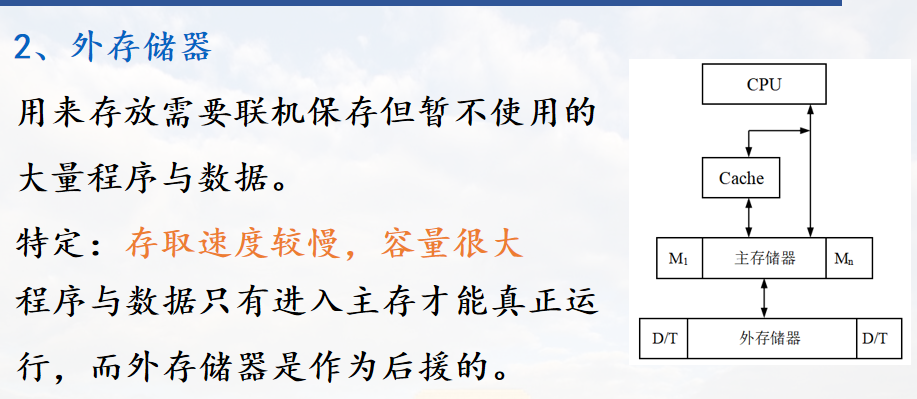 2、外存储器
用来存放需要联机保存但暂不使用的
大量程序与数据。
特定：存取速度较慢，容量很大
程序与数据只有进入主存才能真正运
行，而外存储器是作为后援的。
CPU
Cache
M₁ 主存储器 Mₙ
D/T 外存储器 D/T